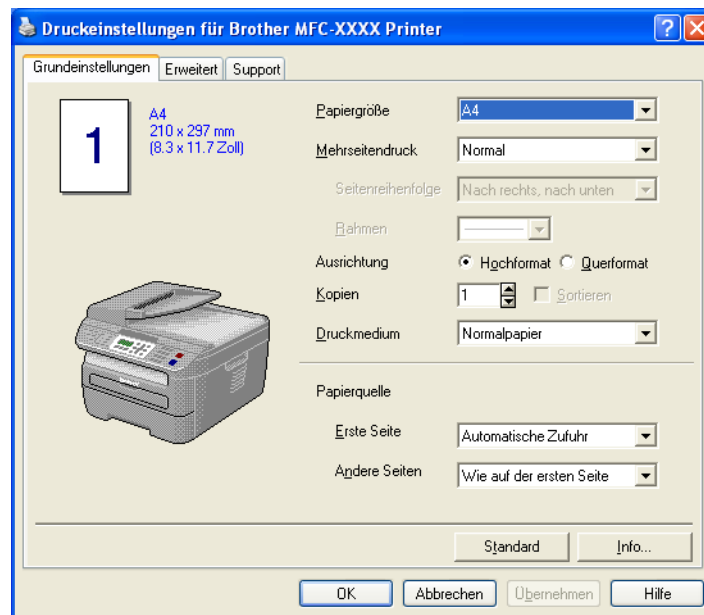 Druckeinstellungen für Brother MFC-XXXX Printer
Grundeinstellungen Erweitert Support
1
A4
210 x 297 mm
(8.3 x 11.7 Zoll)
Papiergröße A4
Mehrseitendruck Normal
Seitenreihenfolge Nach rechts, nach unten
Rahmen
Ausrichtung Hochformat Querformat
Kopien 1 Sortieren
Druckmedium Normalpapier
Papierquelle
Erste Seite Automatische Zufuhr
Andere Seiten Wie auf der ersten Seite
Standard Info...
OK Abbrechen Übernehmen Hilfe